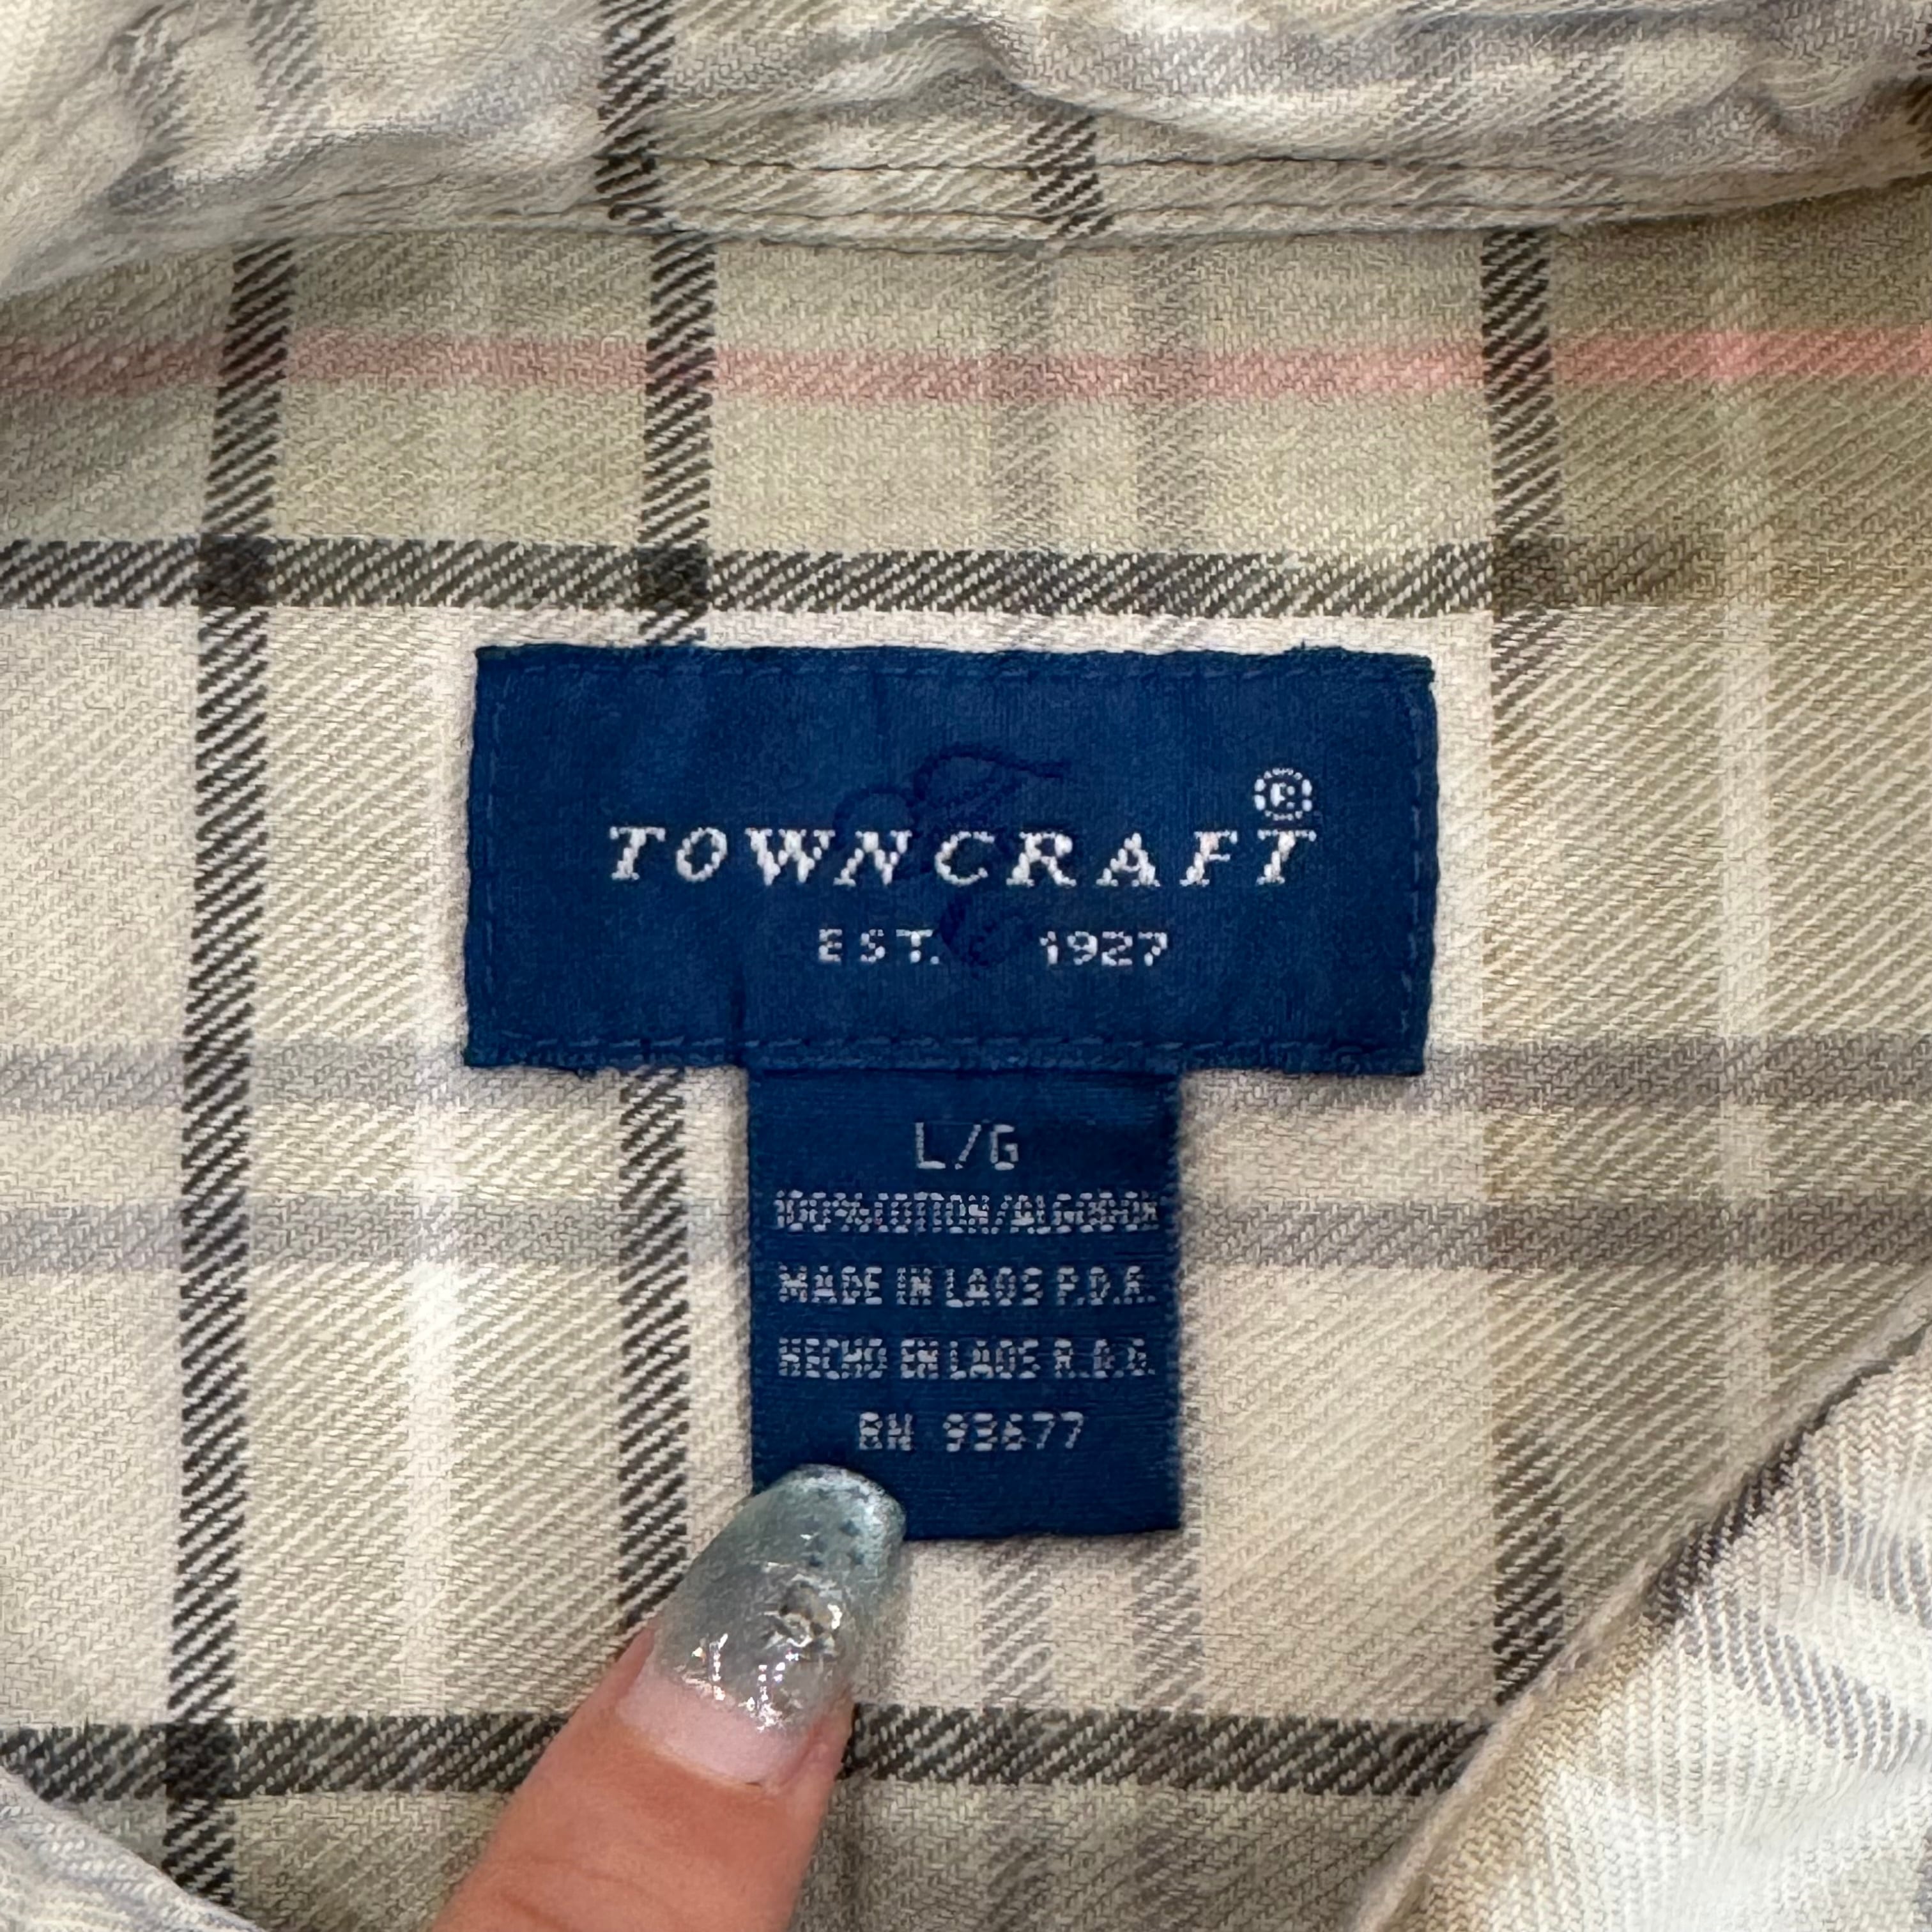 TOWNCRAFT®
EST. 1927
L/G
100%COTTON/ALGODON
MADE IN LAOS P.D.R.
HECHO EN LAOS R.D.D.
RN 93677